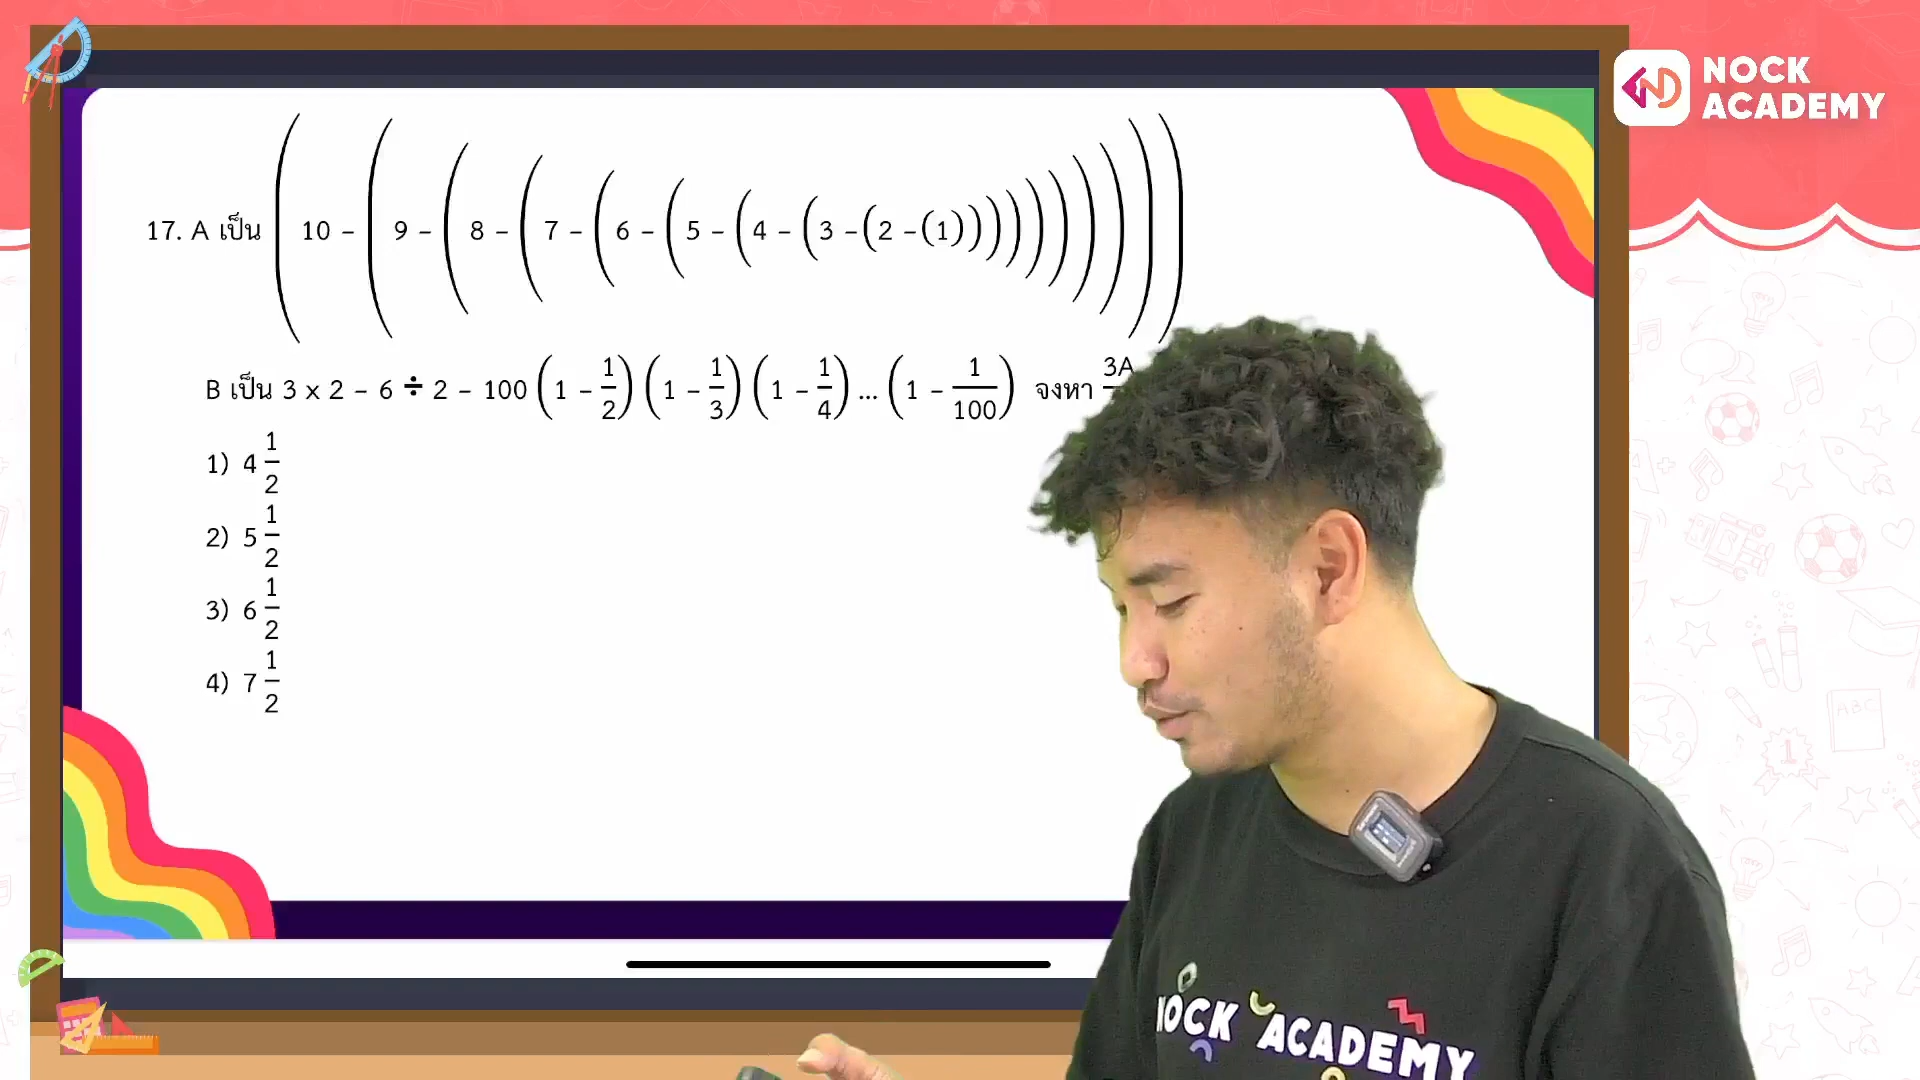 NOCK
ACADEMY
17. A เป็น (10 – (9 – (8 – (7 – (6 – (5 – (4 – (3 – (2 – (1))))))))))
B เป็น 3 x 2 – 6 ÷ 2 – 100 (1 – 1/2)(1 – 1/3)(1 – 1/4) ... (1 – 1/100) จงหา 3A
1) 4 1/2
2) 5 1/2
3) 6 1/2
4) 7 1/2
NOCK ACADEMY